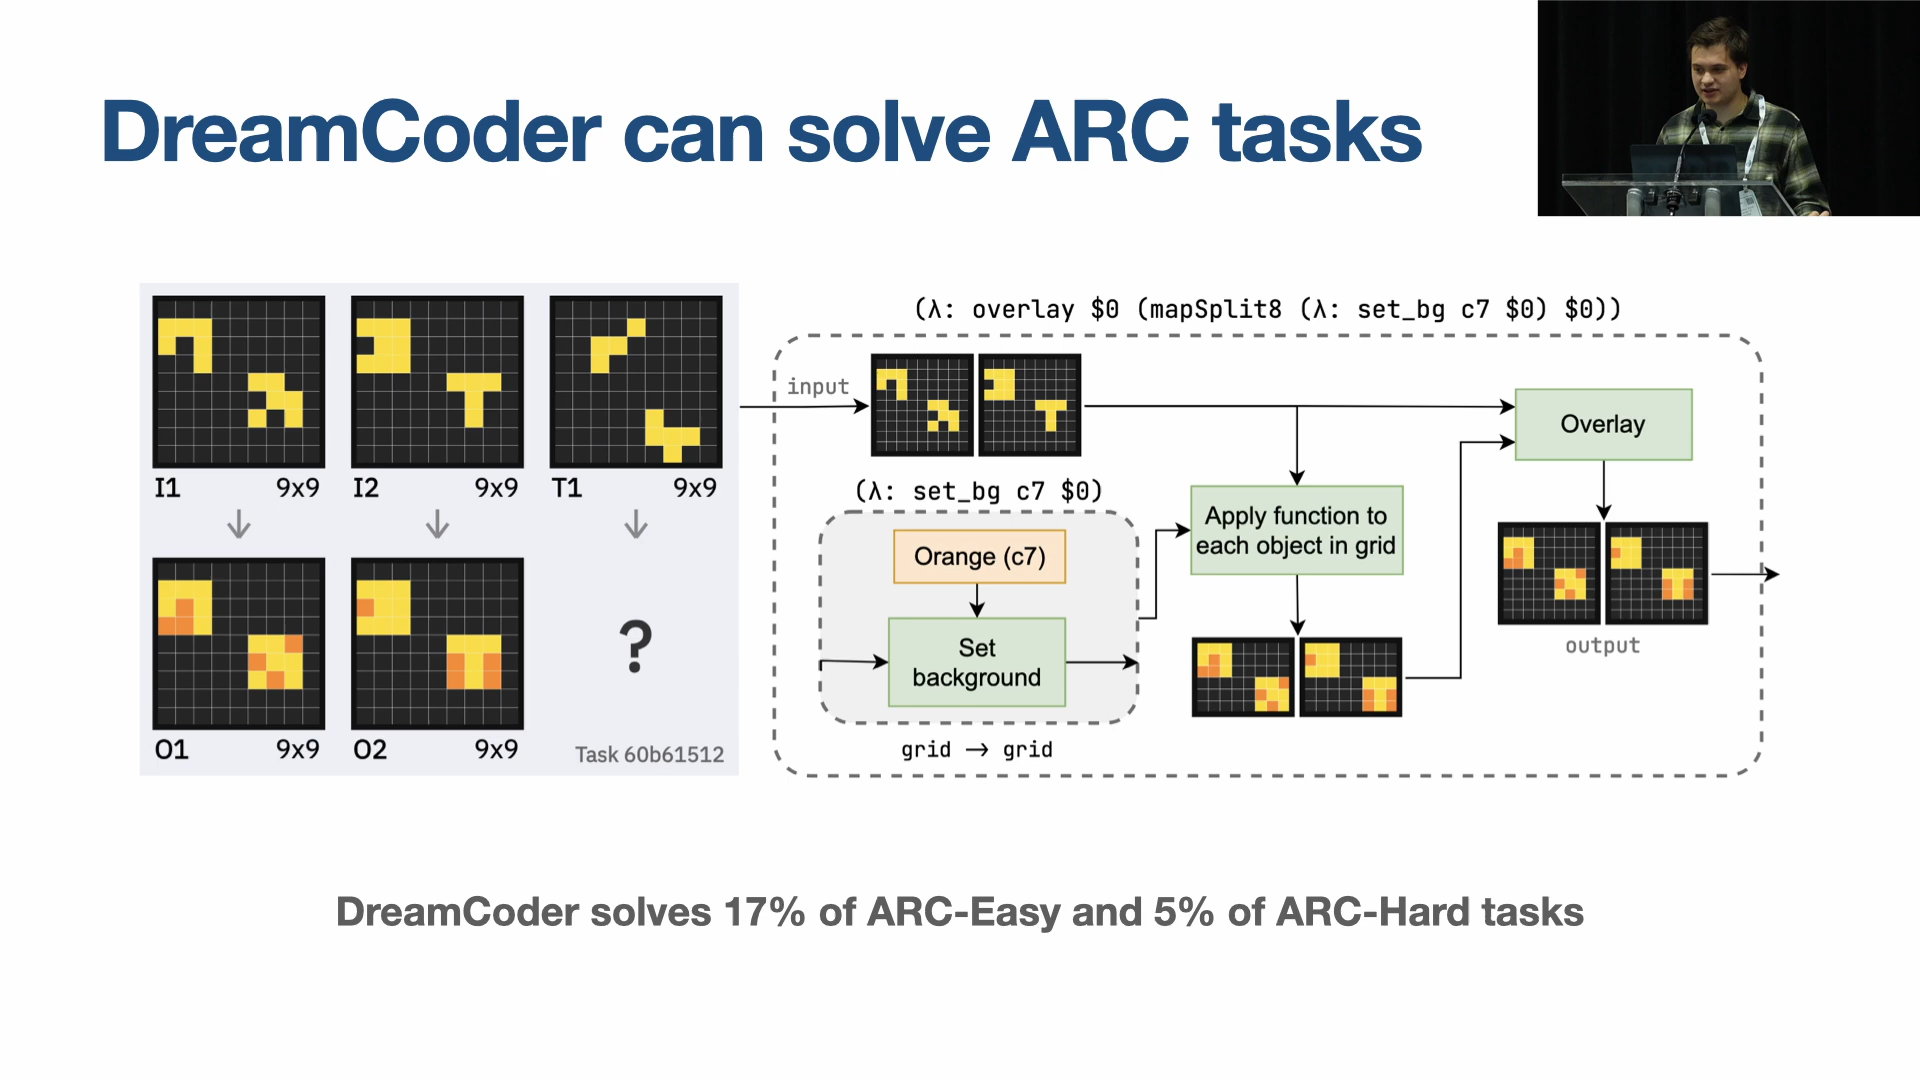 DreamCoder can solve ARC tasks
I1 9x9 I2 9x9 T1 9x9
?
O1 9x9 O2 9x9 Task 60b61512
(λ: overlay $0 (mapSplit8 (λ: set_bg c7 $0) $0))
input
(λ: set_bg c7 $0)
Orange (c7)
Set
background
grid → grid
Apply function to
each object in grid
Overlay
output
DreamCoder solves 17% of ARC-Easy and 5% of ARC-Hard tasks